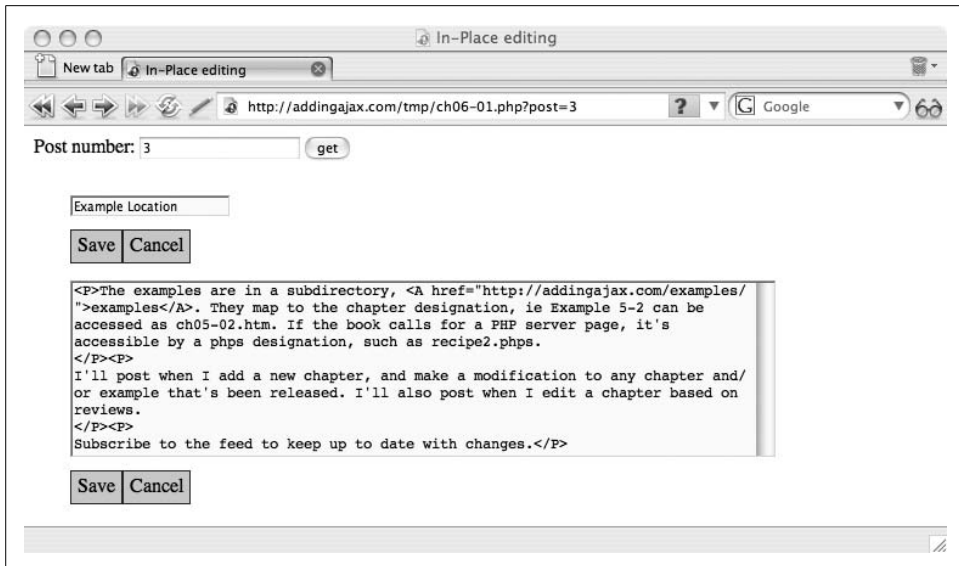 In-Place editing
New tab
In-Place editing
http://addingajax.com/tmp/ch06-01.php?post=3
?
G Google
Post number: 3
get
Example Location
Save Cancel
<P>The examples are in a subdirectory, <A href="http://addingajax.com/examples/
">examples</A>. They map to the chapter designation, ie Example 5-2 can be
accessed as ch05-02.htm. If the book calls for a PHP server page, it's
accessible by a phps designation, such as recipe2.phps.
</P><P>
I'll post when I add a new chapter, and make a modification to any chapter and/
or example that's been released. I'll also post when I edit a chapter based on
reviews.
</P><P>
Subscribe to the feed to keep up to date with changes.</P>
Save Cancel